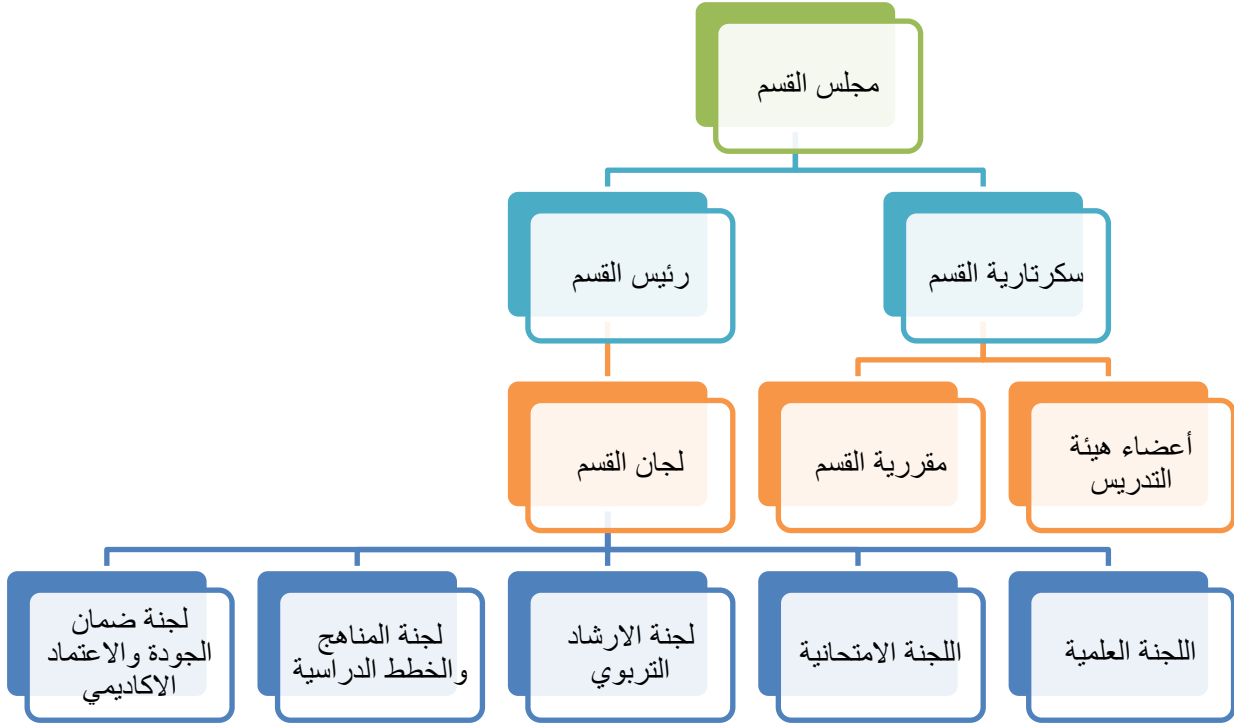 مجلس القسم
سكرتارية القسم
رئيس القسم
أعضاء هيئة
التدريس
مقررية القسم
لجان القسم
اللجنة العلمية
اللجنة الامتحانية
لجنة الارشاد
التربوي
لجنة المناهج
والخطط الدراسية
لجنة ضمان
الجودة والاعتماد
الاكاديمي